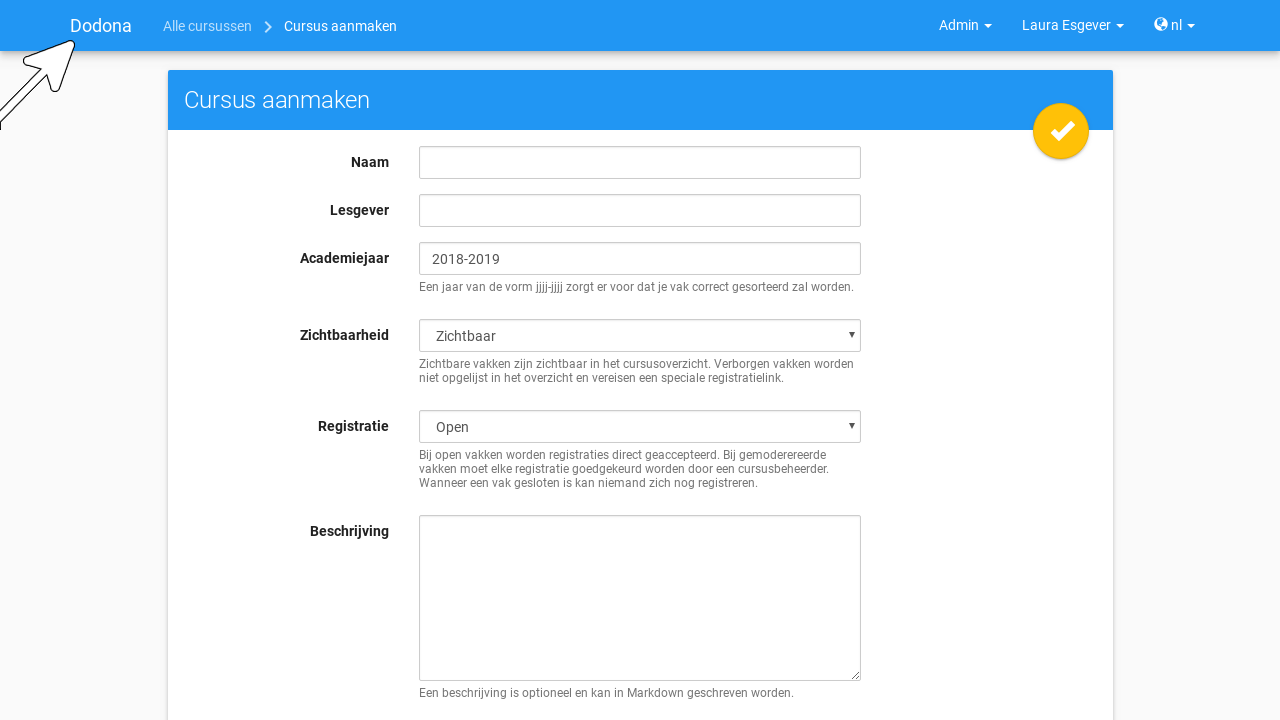 Dodona Alle cursussen Cursus aanmaken Admin Laura Esgever nl
Cursus aanmaken
Naam
Lesgever
Academiejaar 2018-2019
Een jaar van de vorm jjjj-jjjj zorgt er voor dat je vak correct gesorteerd zal worden.
Zichtbaarheid Zichtbaar
Zichtbare vakken zijn zichtbaar in het cursusoverzicht. Verborgen vakken worden
niet opgelijst in het overzicht en vereisen een speciale registratielink.
Registratie Open
Bij open vakken worden registraties direct geaccepteerd. Bij gemoderereerde
vakken moet elke registratie goedgekeurd worden door een cursusbeheerder.
Wanneer een vak gesloten is kan niemand zich nog registreren.
Beschrijving
Een beschrijving is optioneel en kan in Markdown geschreven worden.